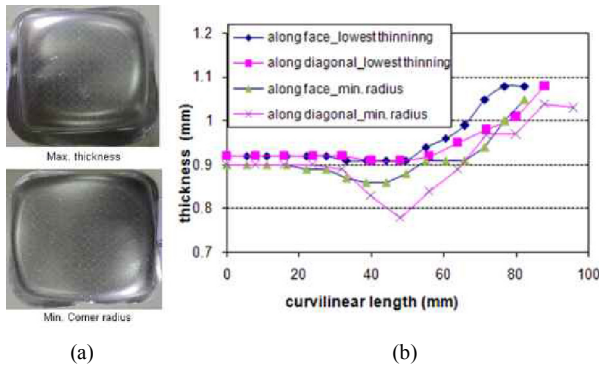 Max. thickness
Min. Corner radius
(a)
thickness (mm)
1.2
1.1
1
0.9
0.8
0.7
along face_lowest thinninng
along diagonal_lowest thinning
along face_min. radius
along diagonal_min. radius
0 20 40 60 80 100
curvilinear length (mm)
(b)